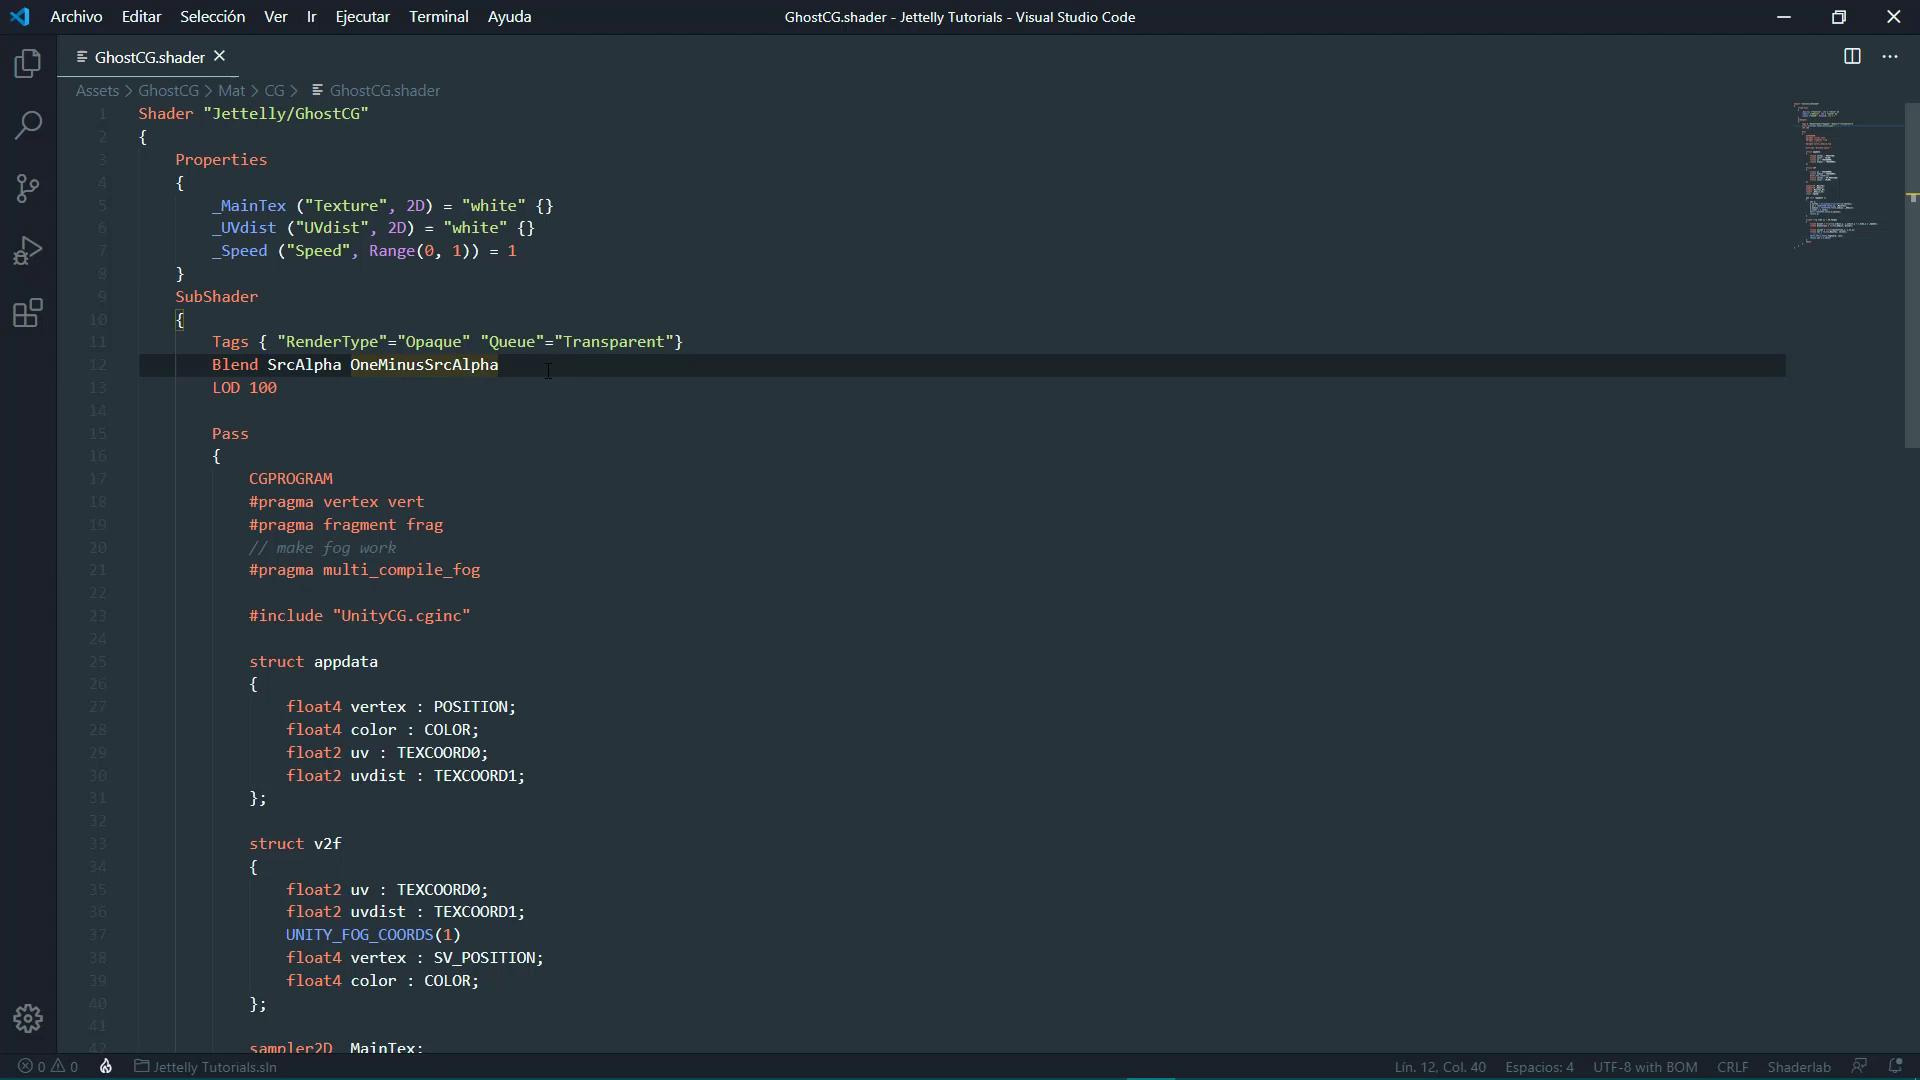 Archivo Editar Selección Ver Ir Ejecutar Terminal Ayuda
GhostCG.shader - Jettelly Tutorials - Visual Studio Code
GhostCG.shader
Assets > GhostCG > Mat > CG > GhostCG.shader
1 Shader "Jettelly/GhostCG"
2 {
3 Properties
4 {
5 _MainTex ("Texture", 2D) = "white" {}
6 _UVdist ("UVdist", 2D) = "white" {}
7 _Speed ("Speed", Range(0, 1)) = 1
8 }
9 SubShader
10 {
11 Tags { "RenderType"="Opaque" "Queue"="Transparent"}
12 Blend SrcAlpha OneMinusSrcAlpha
13 LOD 100
14
15 Pass
16 {
17 CGPROGRAM
18 #pragma vertex vert
19 #pragma fragment frag
20 // make fog work
21 #pragma multi_compile_fog
22
23 #include "UnityCG.cginc"
24
25 struct appdata
26 {
27 float4 vertex : POSITION;
28 float4 color : COLOR;
29 float2 uv : TEXCOORD0;
30 float2 uvdist : TEXCOORD1;
31 };
32
33 struct v2f
34 {
35 float2 uv : TEXCOORD0;
36 float2 uvdist : TEXCOORD1;
37 UNITY_FOG_COORDS(1)
38 float4 vertex : SV_POSITION;
39 float4 color : COLOR;
40 };
41
42 sampler2D _MainTex;
0 0 Jettelly Tutorials.sln Lín. 12, Col. 40 Espacios: 4 UTF-8 with BOM CRLF Shaderlab